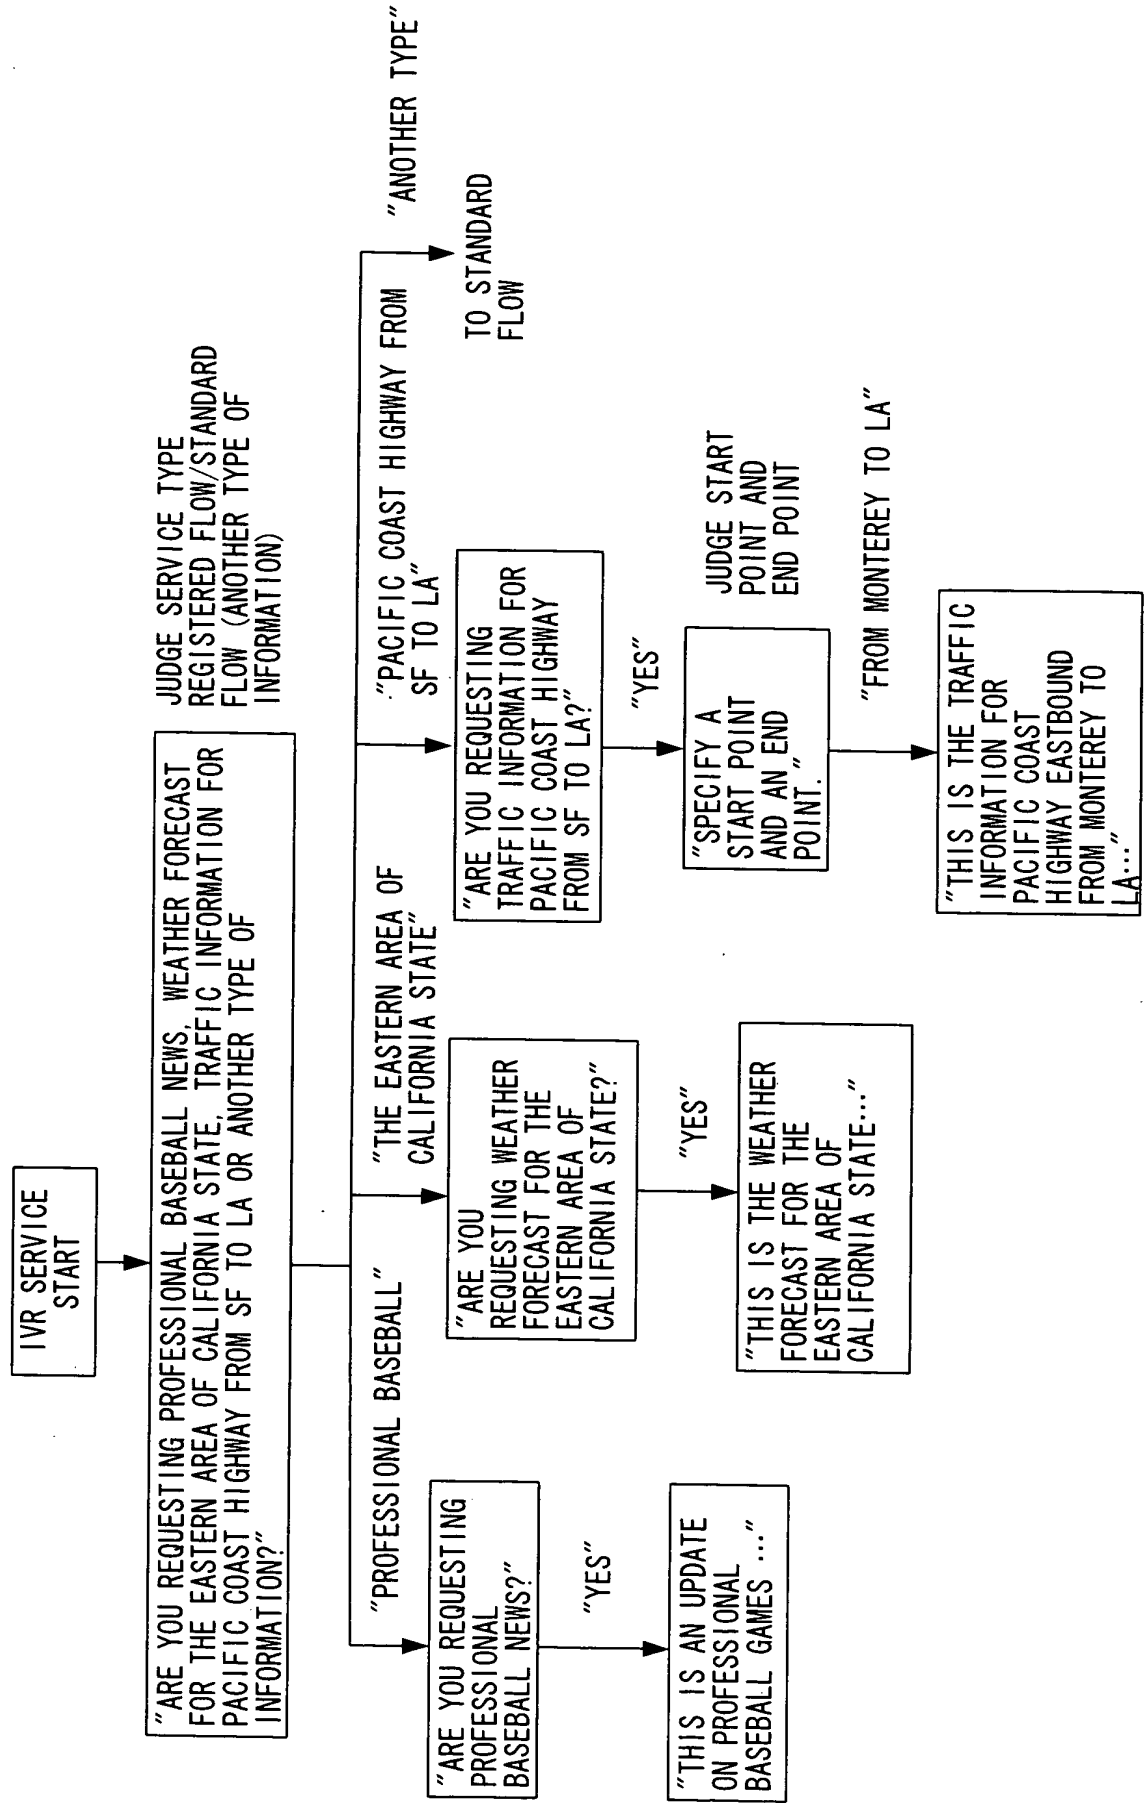 IVR SERVICE
START
"ARE YOU REQUESTING PROFESSIONAL BASEBALL NEWS, WEATHER FORECAST
FOR THE EASTERN AREA OF CALIFORNIA STATE, TRAFFIC INFORMATION FOR
PACIFIC COAST HIGHWAY FROM SF TO LA OR ANOTHER TYPE OF
INFORMATION?"
JUDGE SERVICE TYPE
REGISTERED FLOW/STANDARD
FLOW (ANOTHER TYPE OF
INFORMATION)
"PROFESSIONAL BASEBALL"
"ARE YOU REQUESTING
PROFESSIONAL
BASEBALL NEWS?"
"YES"
"THIS IS AN UPDATE
ON PROFESSIONAL
BASEBALL GAMES ..."
"THE EASTERN AREA OF
CALIFORNIA STATE"
"ARE YOU
REQUESTING WEATHER
FORECAST FOR THE
EASTERN AREA OF
CALIFORNIA STATE?"
"YES"
"THIS IS THE WEATHER
FORECAST FOR THE
EASTERN AREA OF
CALIFORNIA STATE..."
"PACIFIC COAST HIGHWAY FROM
SF TO LA"
"ARE YOU REQUESTING
TRAFFIC INFORMATION FOR
PACIFIC COAST HIGHWAY
FROM SF TO LA?"
"YES"
"SPECIFY A
START POINT
AND AN END
POINT."
JUDGE START
POINT AND
END POINT
"FROM MONTEREY TO LA"
"THIS IS THE TRAFFIC
INFORMATION FOR
PACIFIC COAST
HIGHWAY EASTBOUND
FROM MONTEREY TO
LA..."
"ANOTHER TYPE"
TO STANDARD
FLOW